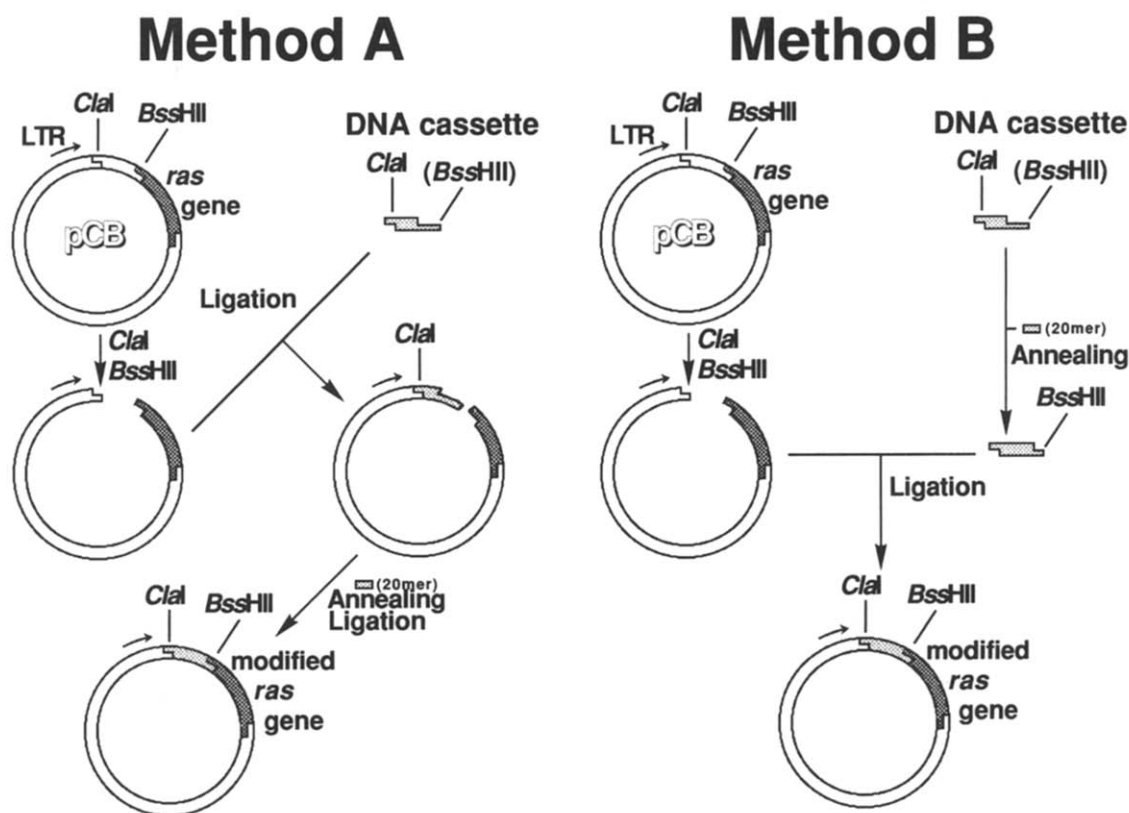 Method A
ClaI
BssHII
LTR
ras
gene
pCB
DNA cassette
ClaI
(BssHII)
Ligation
ClaI
BssHII
ClaI
(20mer)
Annealing
Ligation
ClaI
BssHII
modified
ras
gene
Method B
ClaI
BssHII
LTR
ras
gene
pCB
DNA cassette
ClaI
(BssHII)
ClaI
BssHII
(20mer)
Annealing
BssHII
Ligation
ClaI
BssHII
modified
ras
gene